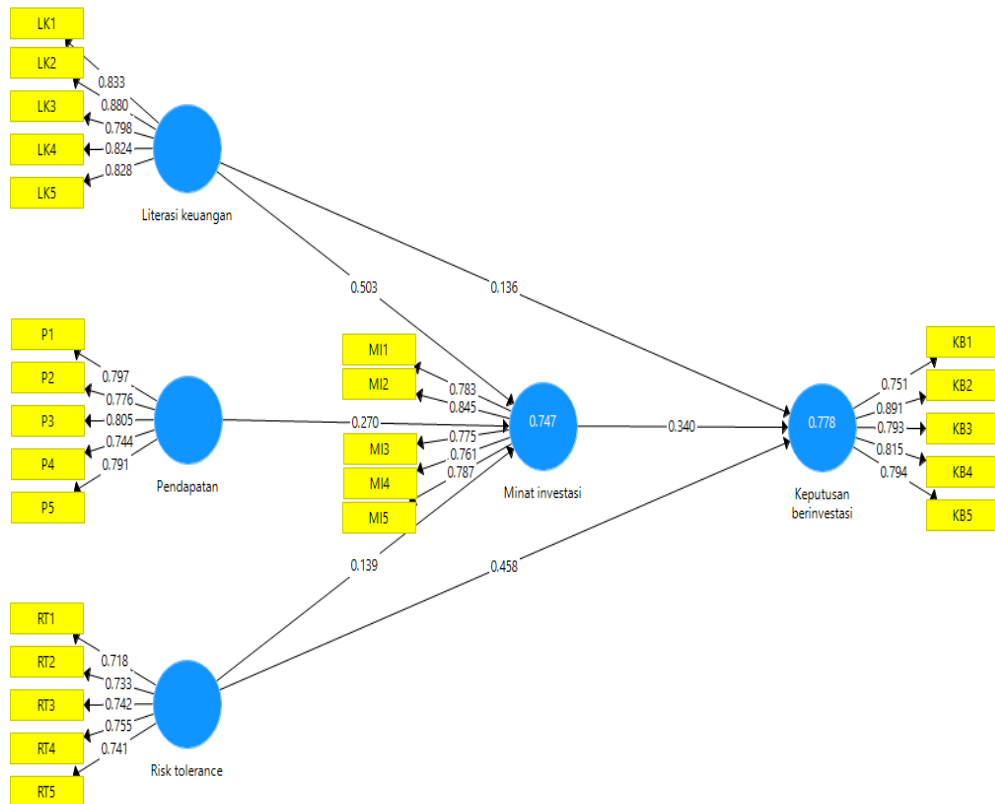 LK1
LK2
LK3
LK4
LK5
0.833
0.880
0.798
0.824
0.828
Literasi keuangan
0.503
0.136
P1
P2
P3
P4
P5
0.797
0.776
0.805
0.744
0.791
Pendapatan
0.270
MI1
MI2
MI3
MI4
MI5
0.783
0.845
0.775
0.761
0.787
0.747
Minat investasi
0.340
0.778
Keputusan
berinvestasi
KB1
KB2
KB3
KB4
KB5
0.751
0.891
0.793
0.815
0.794
0.139
0.458
RT1
RT2
RT3
RT4
RT5
0.718
0.733
0.742
0.755
0.741
Risk tolerance